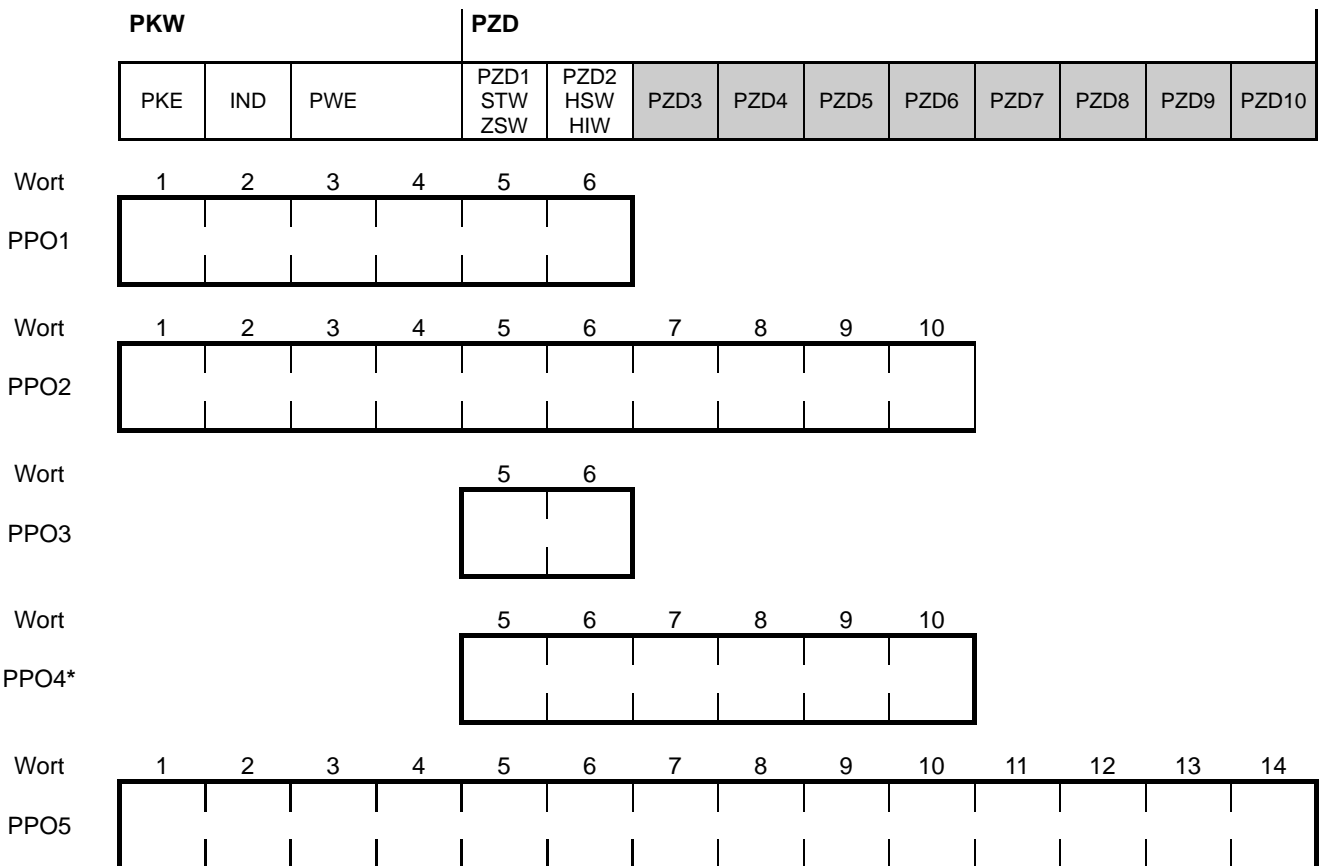 PKW PZD
PKE IND PWE PZD1 STW ZSW PZD2 HSW HIW PZD3 PZD4 PZD5 PZD6 PZD7 PZD8 PZD9 PZD10
Wort 1 2 3 4 5 6
PPO1
Wort 1 2 3 4 5 6 7 8 9 10
PPO2
Wort 5 6
PPO3
Wort 5 6 7 8 9 10
PPO4*
Wort 1 2 3 4 5 6 7 8 9 10 11 12 13 14
PPO5